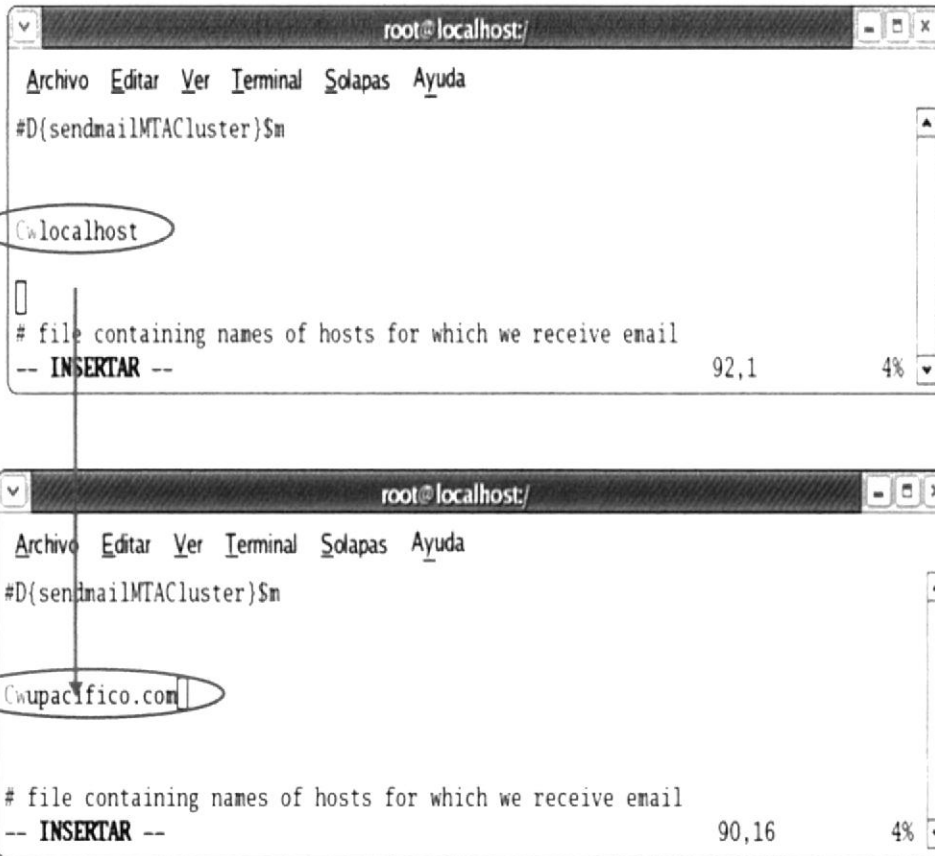 root@localhost:/
Archivo Editar Ver Terminal Solapas Ayuda
#D{sendmailMTACluster}$m
Cwlocalhost
# file containing names of hosts for which we receive email
-- INSERTAR -- 92,1 4%
root@localhost:/
Archivo Editar Ver Terminal Solapas Ayuda
#D{sendmailMTACluster}$m
Cwupacifico.com
# file containing names of hosts for which we receive email
-- INSERTAR -- 90,16 4%